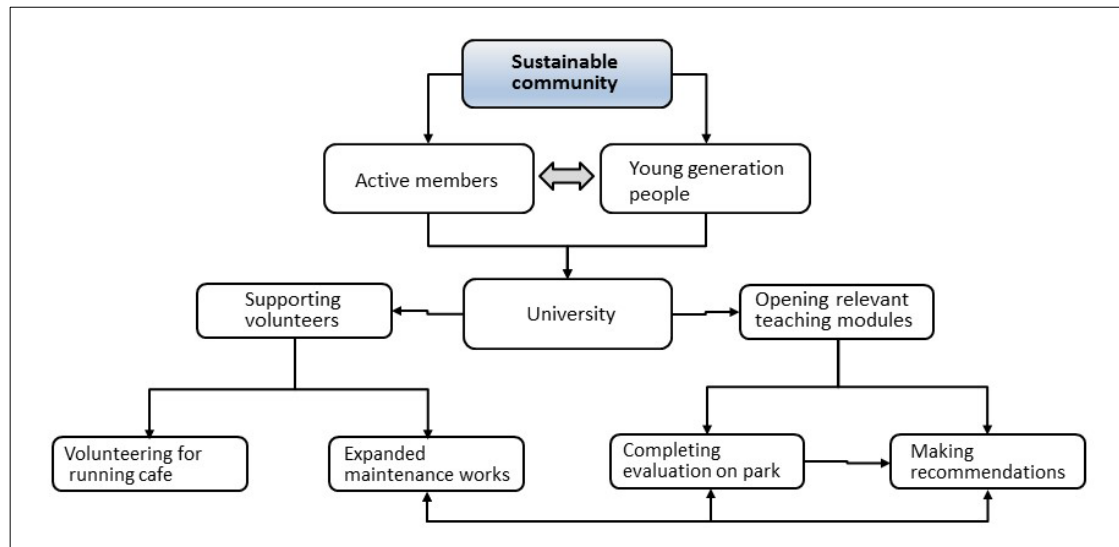 Sustainable
community
Active members
Young generation
people
Supporting
volunteers
University
Opening relevant
teaching modules
Volunteering for
running cafe
Expanded
maintenance works
Completing
evaluation on park
Making
recommendations